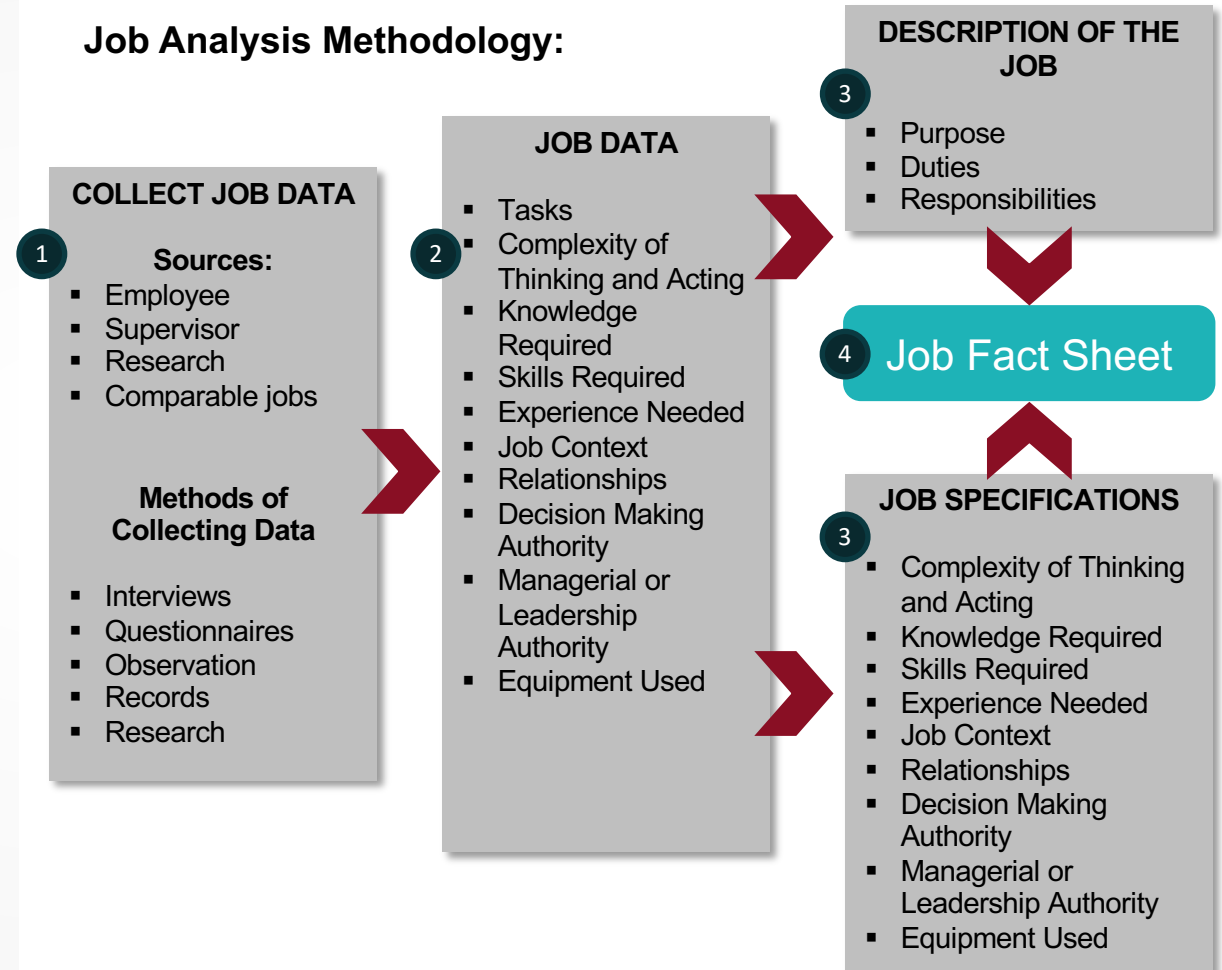 Job Analysis Methodology:
COLLECT JOB DATA
1
Sources:
▪ Employee
▪ Supervisor
▪ Research
▪ Comparable jobs
Methods of
Collecting Data
▪ Interviews
▪ Questionnaires
▪ Observation
▪ Records
▪ Research
JOB DATA
2
▪ Tasks
▪ Complexity of
Thinking and Acting
▪ Knowledge
Required
▪ Skills Required
▪ Experience Needed
▪ Job Context
▪ Relationships
▪ Decision Making
Authority
▪ Managerial or
Leadership
Authority
▪ Equipment Used
DESCRIPTION OF THE
JOB
3
▪ Purpose
▪ Duties
▪ Responsibilities
4
Job Fact Sheet
JOB SPECIFICATIONS
3
▪ Complexity of Thinking
and Acting
▪ Knowledge Required
▪ Skills Required
▪ Experience Needed
▪ Job Context
▪ Relationships
▪ Decision Making
Authority
▪ Managerial or
Leadership Authority
▪ Equipment Used